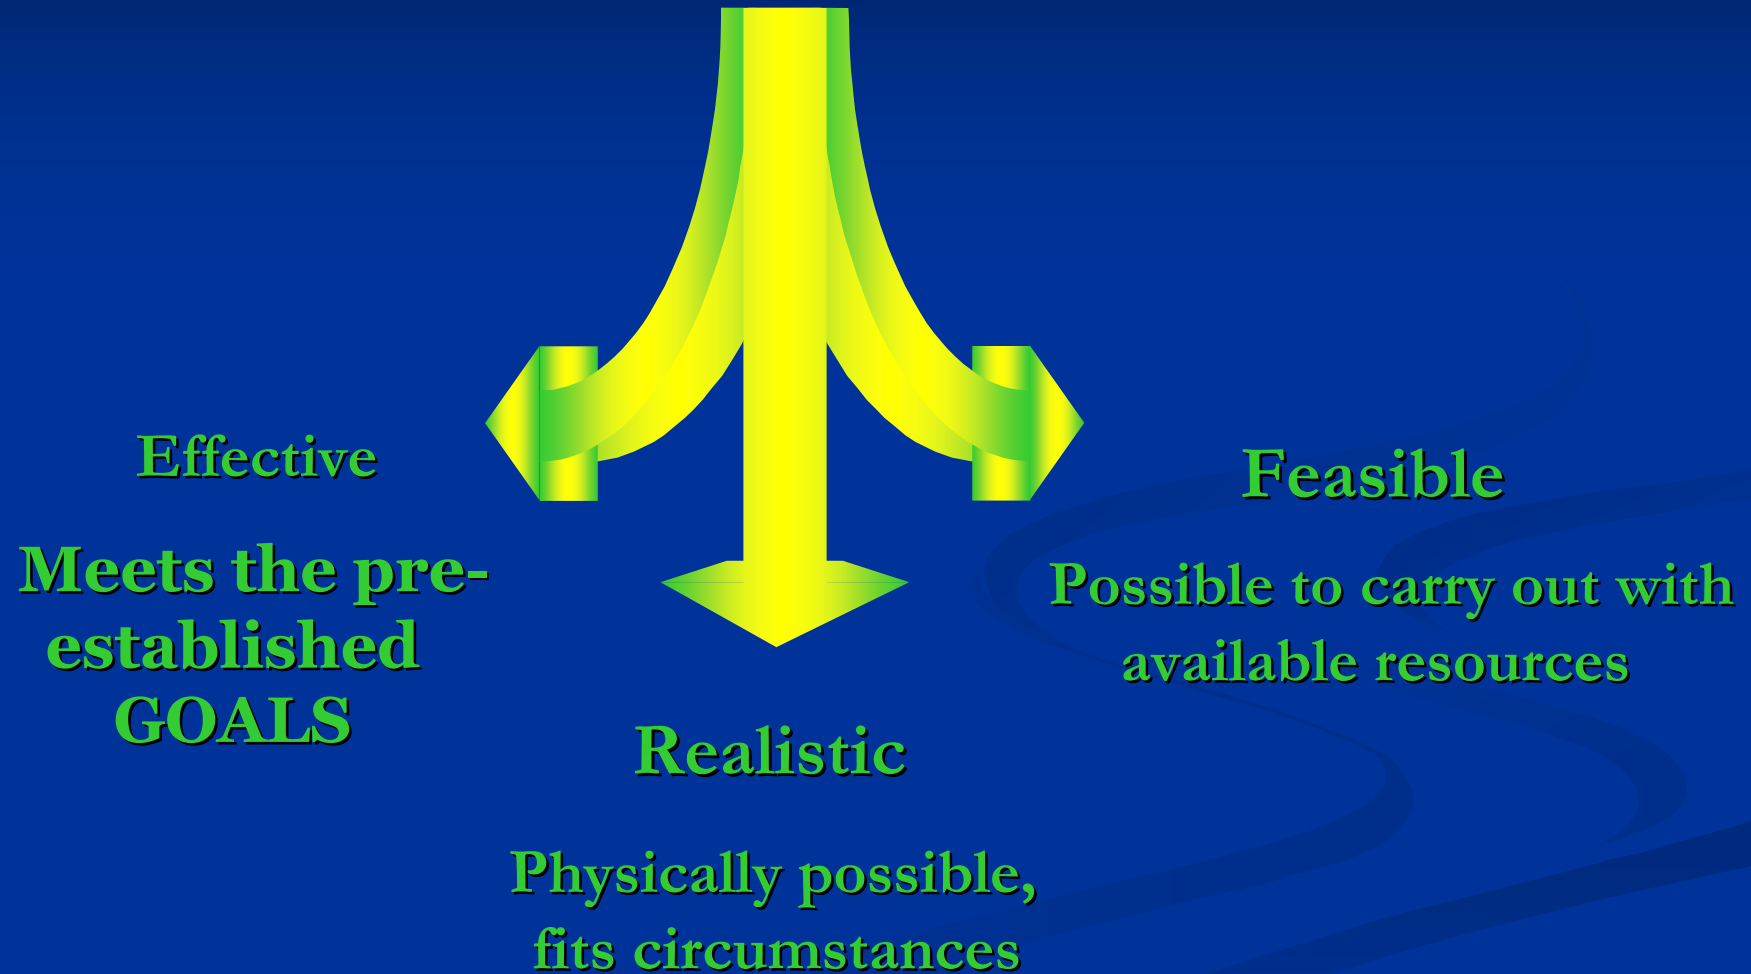 Effective
Meets the pre-
established
GOALS
Realistic
Physically possible,
fits circumstances
Feasible
Possible to carry out with
available resources